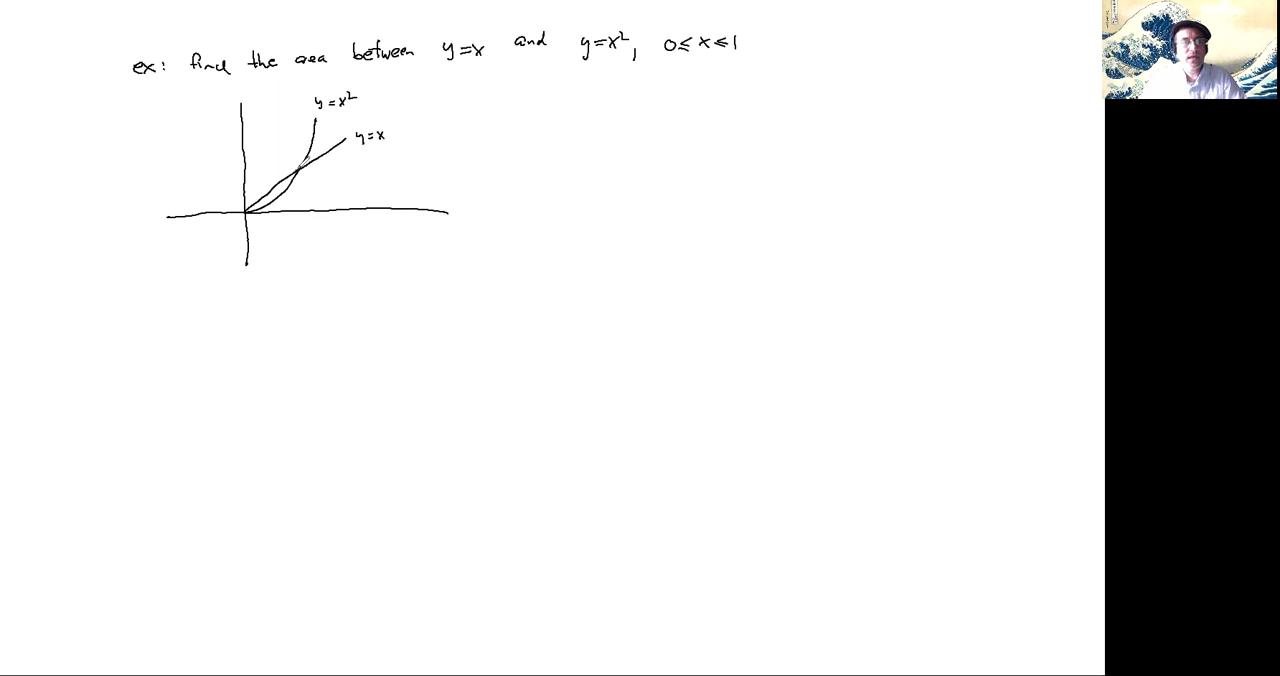 ex: find the area between y=x and y=x², 0≤x≤1
y=x²
y=x